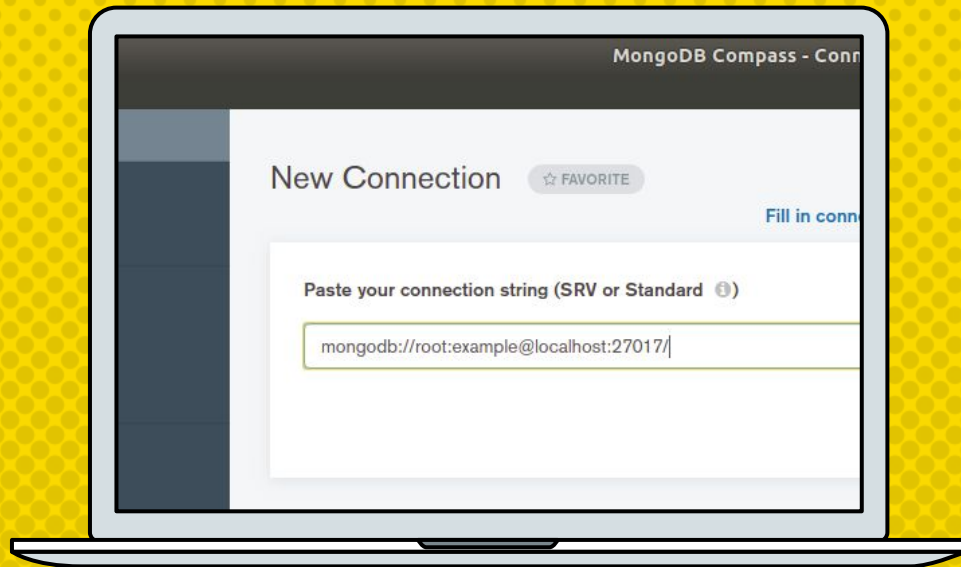 MongoDB Compass - Conn
New Connection
☆ FAVORITE
Fill in conn
Paste your connection string (SRV or Standard ⓘ)
mongodb://root:example@localhost:27017/